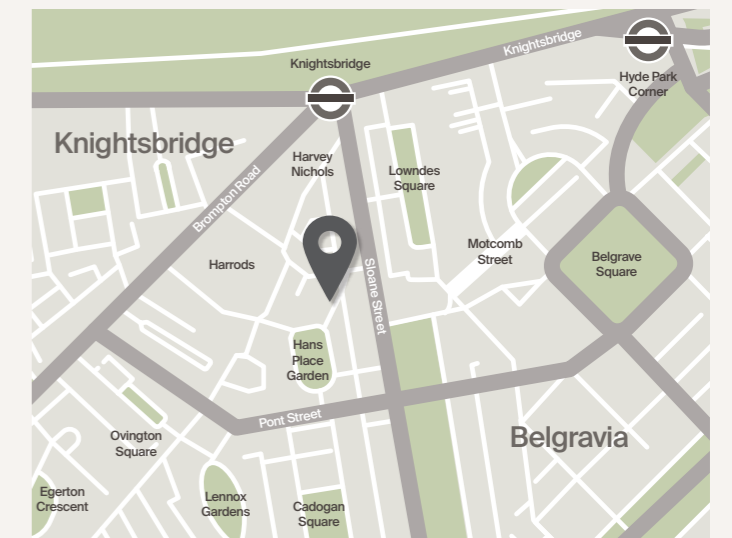 Knightsbridge
Knightsbridge
Hyde Park
Corner
Knightsbridge
Harvey
Nichols
Lowndes
Square
Brompton Road
Harrods
Motcomb
Street
Belgrave
Square
Sloane Street
Hans
Place
Garden
Pont Street
Ovington
Square
Belgravia
Egerton
Crescent
Lennox
Gardens
Cadogan
Square